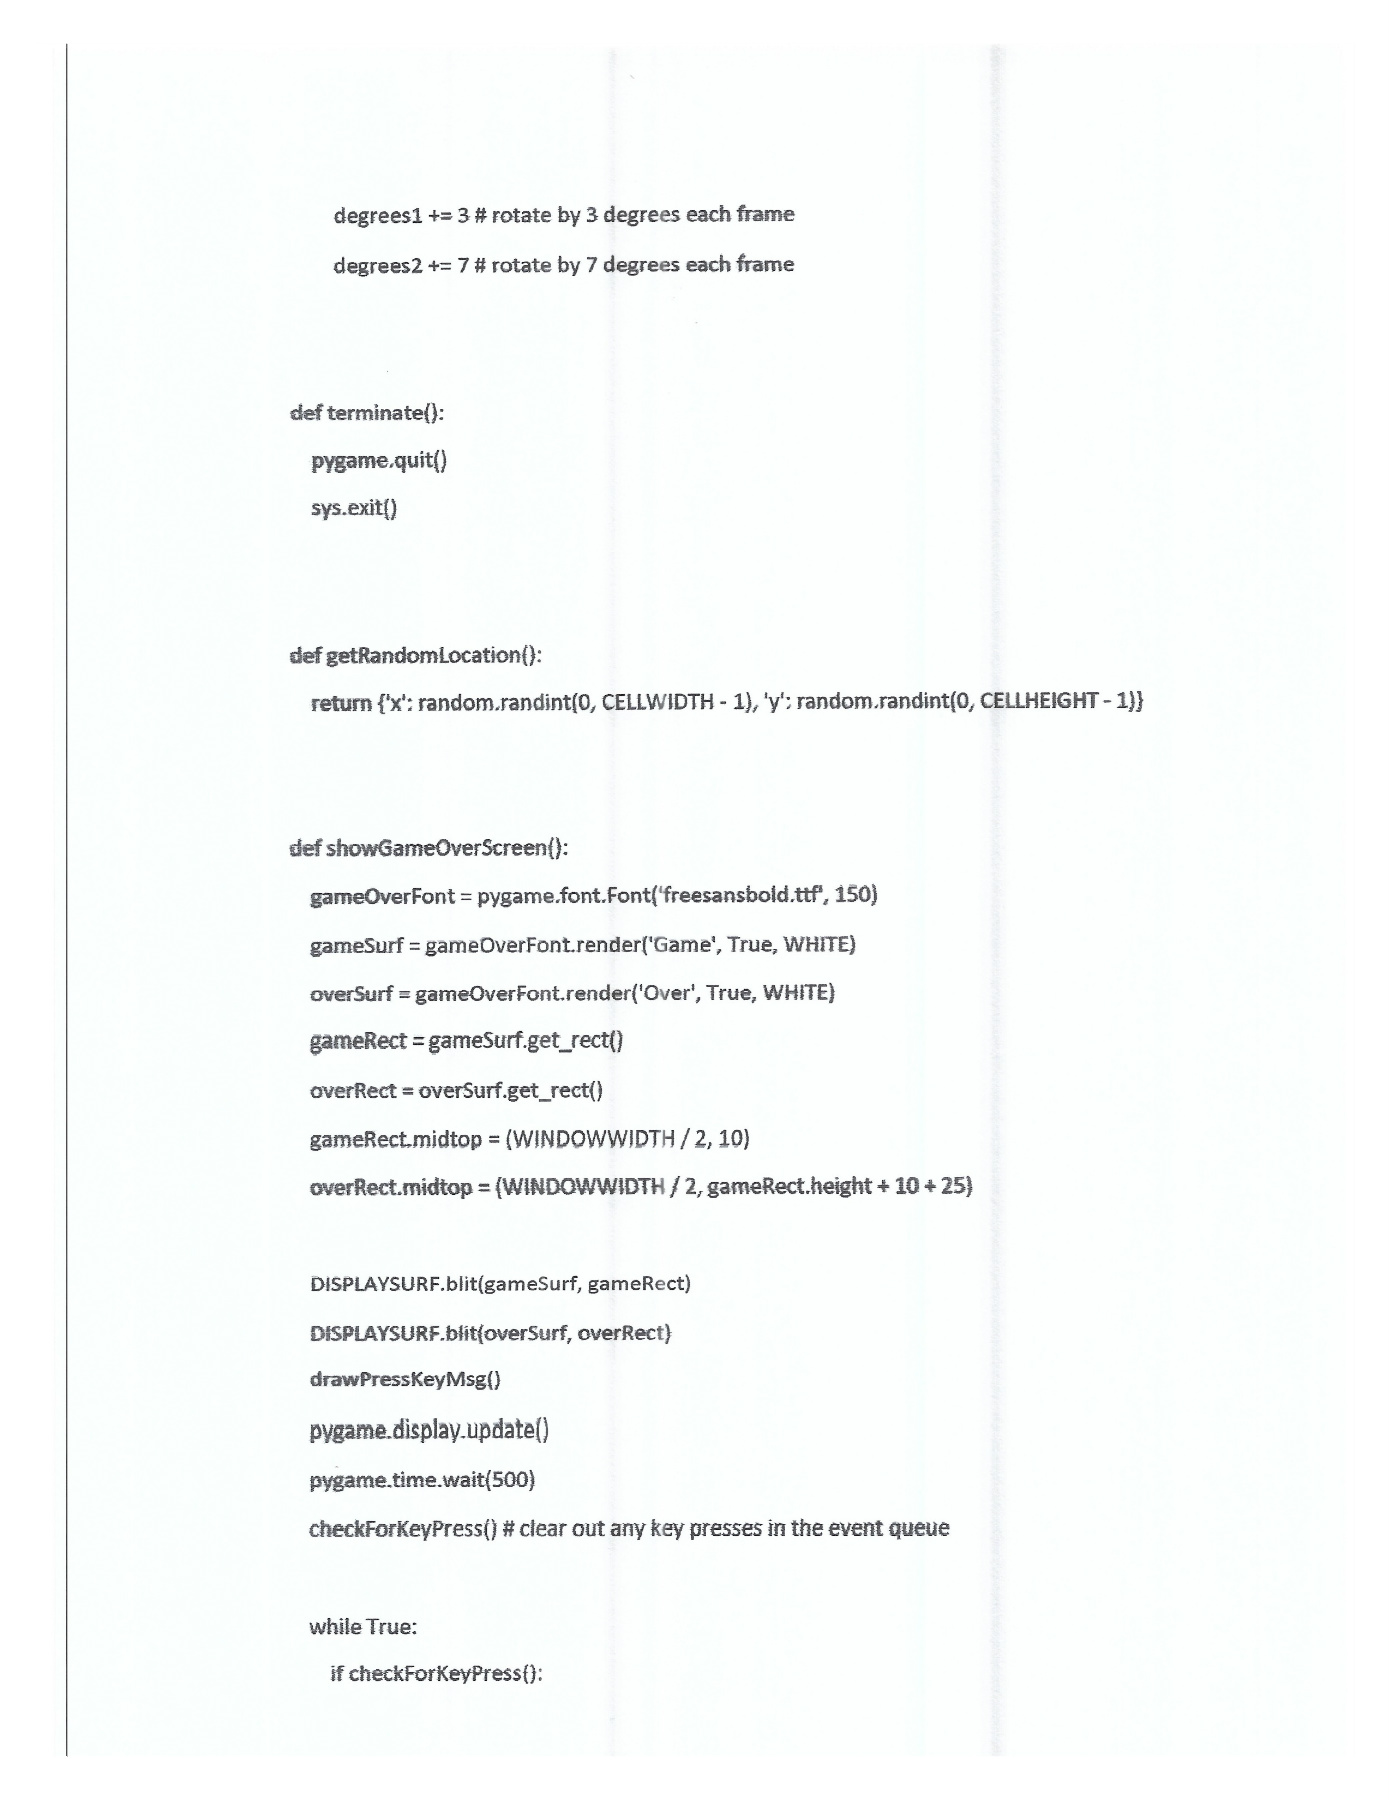 degrees1 += 3 # rotate by 3 degrees each frame
degrees2 += 7 # rotate by 7 degrees each frame
def terminate():
pygame.quit()
sys.exit()
def getRandomLocation():
return {'x': random.randint(0, CELLWIDTH - 1), 'y': random.randint(0, CELLHEIGHT - 1)}
def showGameOverScreen():
gameOverFont = pygame.font.Font('freesansbold.ttf', 150)
gameSurf = gameOverFont.render('Game', True, WHITE)
overSurf = gameOverFont.render('Over', True, WHITE)
gameRect = gameSurf.get_rect()
overRect = overSurf.get_rect()
gameRect.midtop = (WINDOWWIDTH / 2, 10)
overRect.midtop = (WINDOWWIDTH / 2, gameRect.height + 10 + 25)
DISPLAYSURF.blit(gameSurf, gameRect)
DISPLAYSURF.blit(overSurf, overRect)
drawPressKeyMsg()
pygame.display.update()
pygame.time.wait(500)
checkForKeyPress() # clear out any key presses in the event queue
while True:
if checkForKeyPress():